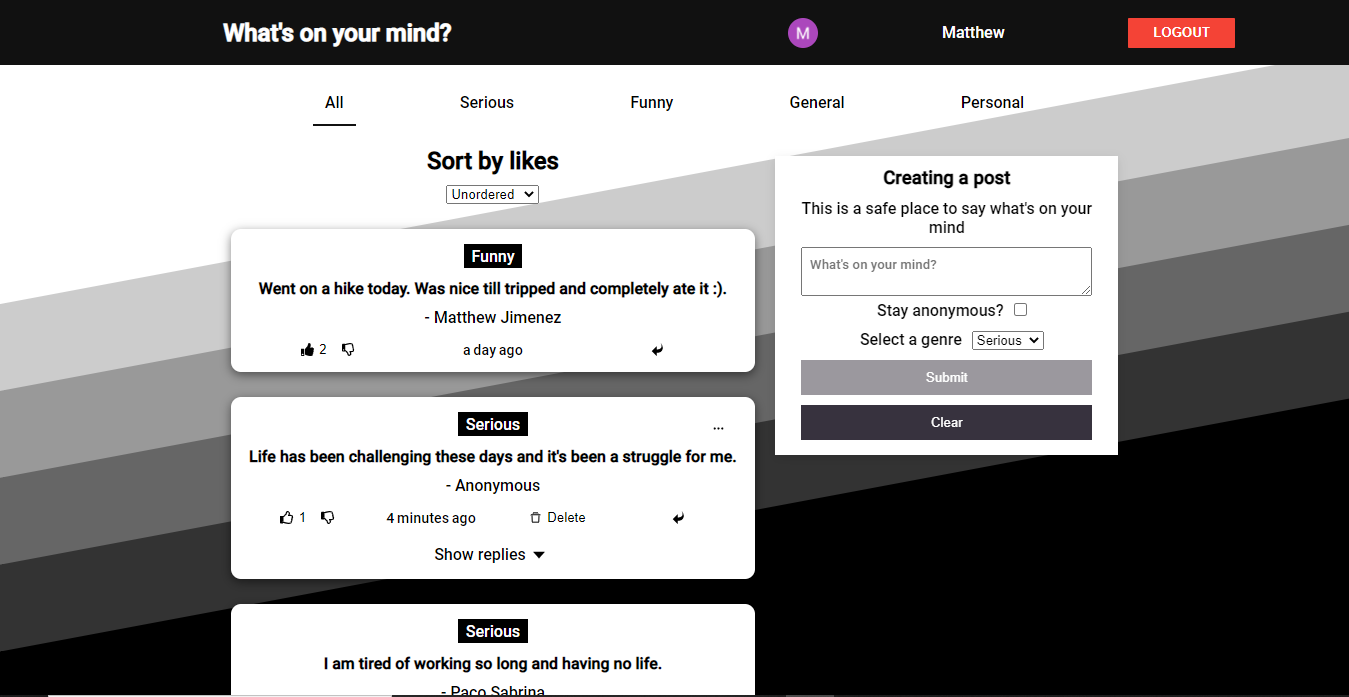 What's on your mind?
M
Matthew
LOGOUT
All
Serious
Funny
General
Personal
Sort by likes
Unordered
Funny
Went on a hike today. Was nice till tripped and completely ate it :).
- Matthew Jimenez
2
a day ago
Serious
...
Life has been challenging these days and it's been a struggle for me.
- Anonymous
1
4 minutes ago
Delete
Show replies
Serious
I am tired of working so long and having no life.
- Paco Sabrina
Creating a post
This is a safe place to say what's on your
mind
What's on your mind?
Stay anonymous?
Select a genre Serious
Submit
Clear